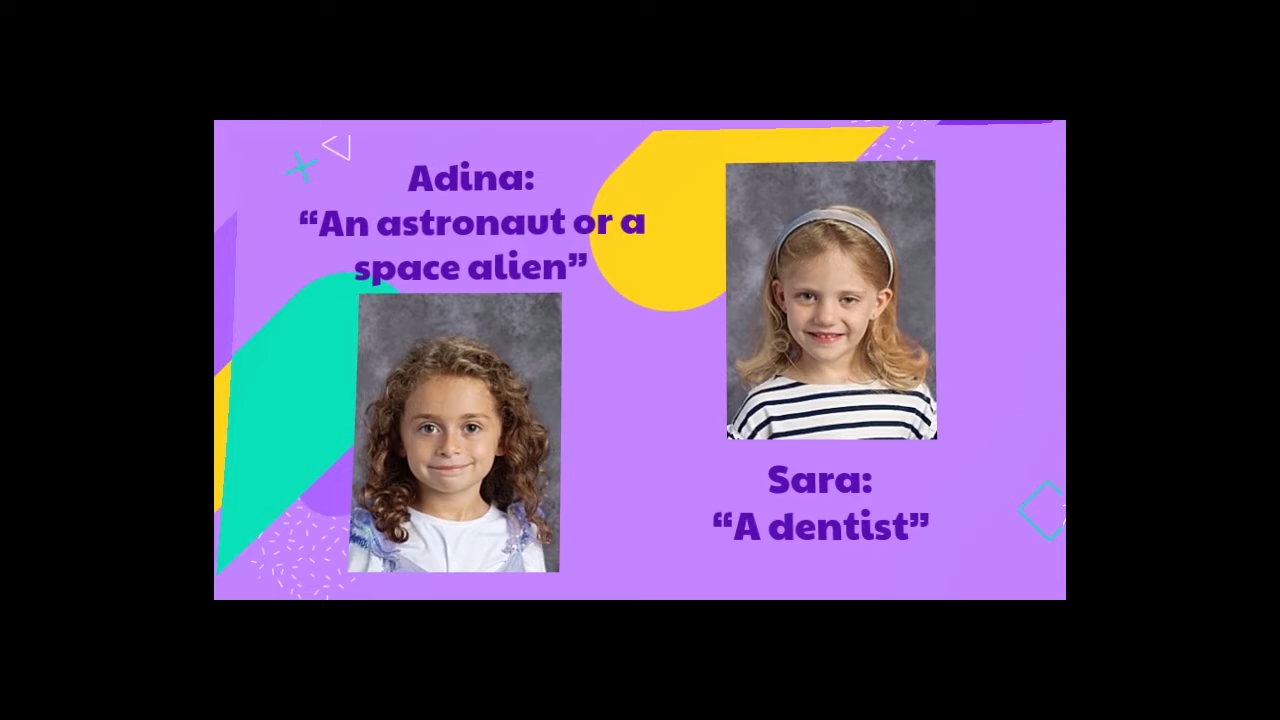 Adina:
“An astronaut or a
space alien”
Sara:
“A dentist”